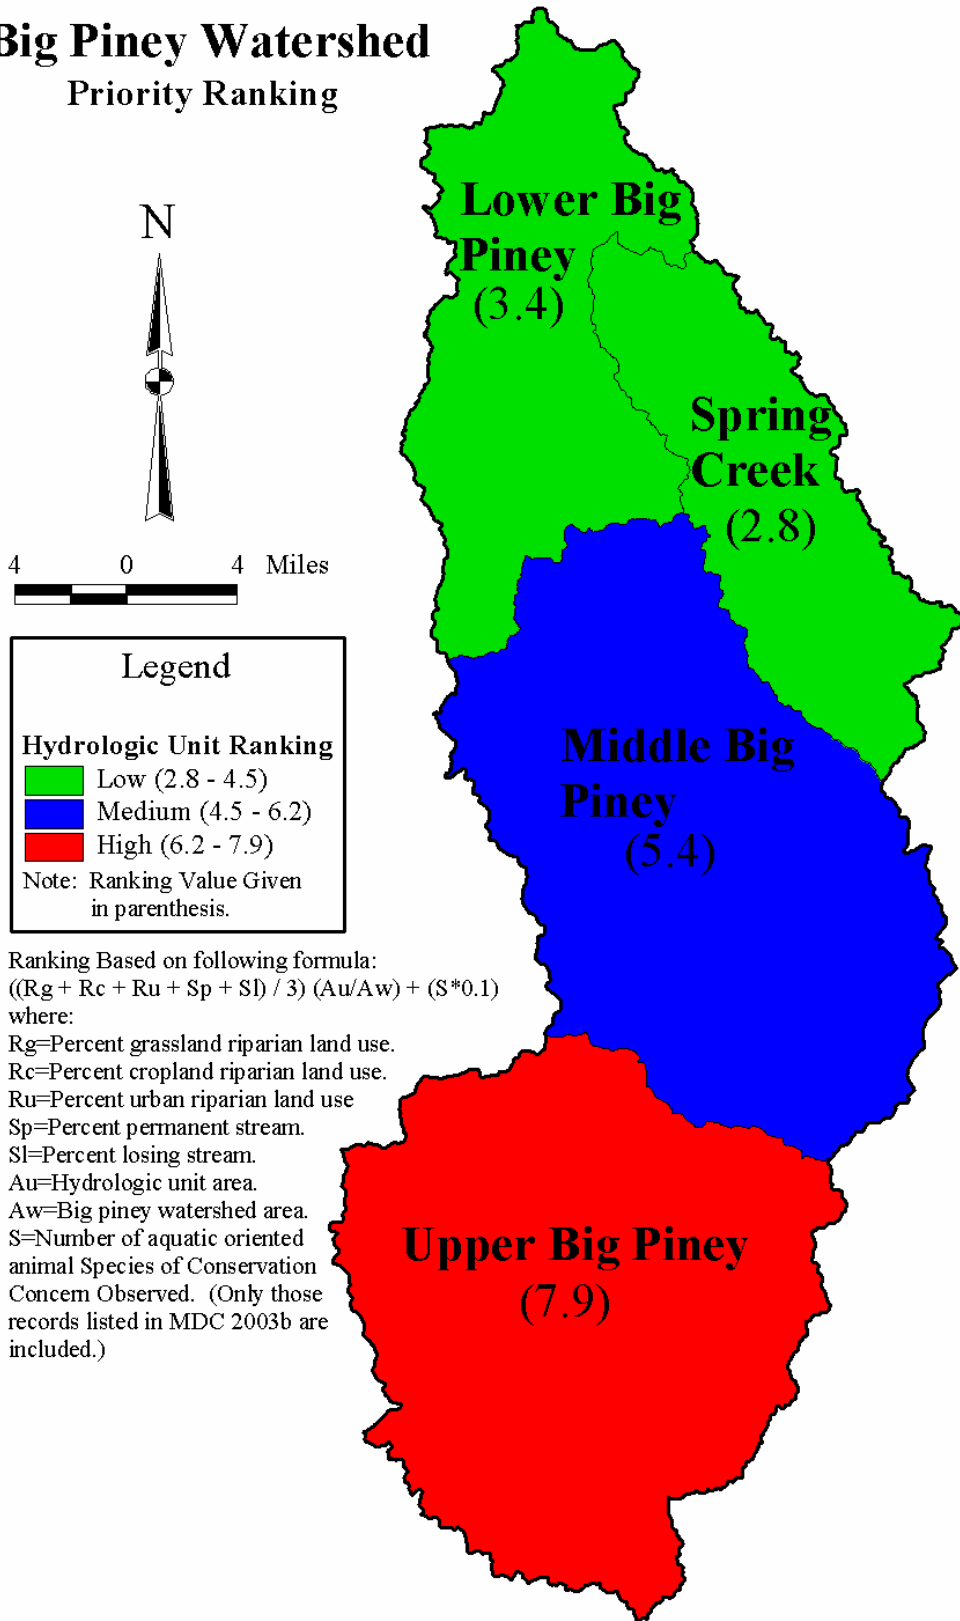 Big Piney Watershed
Priority Ranking
N
4 0 4 Miles
Legend
Hydrologic Unit Ranking
Low (2.8 - 4.5)
Medium (4.5 - 6.2)
High (6.2 - 7.9)
Note: Ranking Value Given
in parenthesis.
Ranking Based on following formula:
((Rg + Rc + Ru + Sp + Sl) / 3) (Au/Aw) + (S*0.1)
where:
Rg=Percent grassland riparian land use.
Rc=Percent cropland riparian land use.
Ru=Percent urban riparian land use
Sp=Percent permanent stream.
Sl=Percent losing stream.
Au=Hydrologic unit area.
Aw=Big piney watershed area.
S=Number of aquatic oriented
animal Species of Conservation
Concern Observed. (Only those
records listed in MDC 2003b are
included.)
Lower Big
Piney
(3.4)
Spring
Creek
(2.8)
Middle Big
Piney
(5.4)
Upper Big Piney
(7.9)